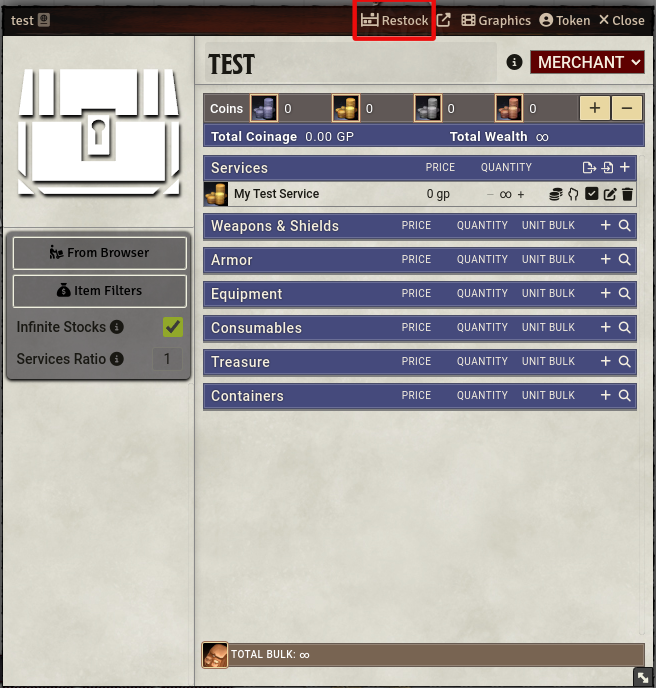 test Restock Graphics Token Close
TEST MERCHANT
Coins 0 0 0 0 + −
Total Coinage 0.00 GP Total Wealth ∞
Services PRICE QUANTITY +
My Test Service 0 gp − ∞ +
From Browser
Weapons & Shields PRICE QUANTITY UNIT BULK +
Armor PRICE QUANTITY UNIT BULK +
Item Filters
Equipment PRICE QUANTITY UNIT BULK +
Infinite Stocks
Consumables PRICE QUANTITY UNIT BULK +
Services Ratio 1
Treasure PRICE QUANTITY UNIT BULK +
Containers PRICE QUANTITY UNIT BULK +
TOTAL BULK: ∞